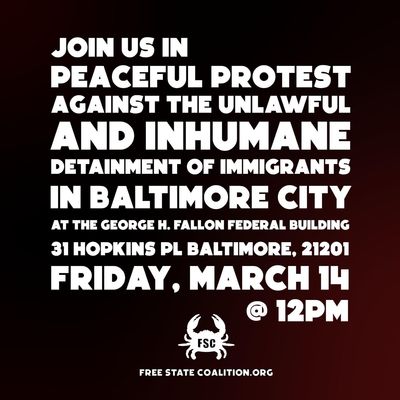 JOIN US IN
PEACEFUL PROTEST
AGAINST THE UNLAWFUL
AND INHUMANE
DETAINMENT OF IMMIGRANTS
IN BALTIMORE CITY
AT THE GEORGE H. FALLON FEDERAL BUILDING
31 HOPKINS PL BALTIMORE, 21201
FRIDAY, MARCH 14
@ 12PM
FSC
FREE STATE COALITION.ORG